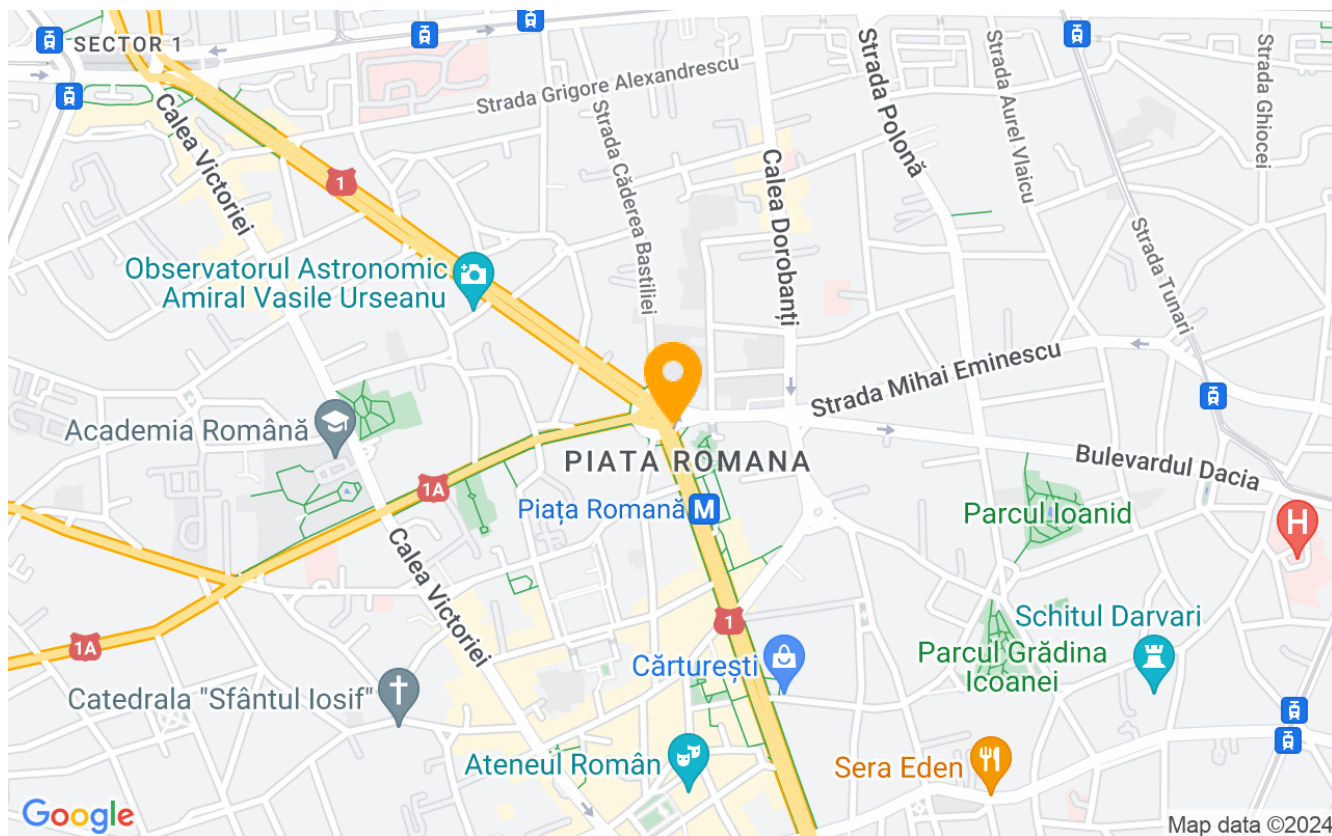 SECTOR 1
Strada Grigore Alexandrescu
Strada Polonă
Strada Aurel Vlaicu
Strada Ghiocei
Calea Victoriei
Strada Căderea Bastiliei
Calea Dorobanți
1
Strada Tunari
Observatorul Astronomic
Amiral Vasile Urseanu
Strada Mihai Eminescu
Academia Română
PIATA ROMANA
Bulevardul Dacia
1A
Piața Romană
M
Parcul Ioanid
H
Calea Victoriei
1
Schitul Darvari
1A
Cărturești
Parcul Grădina
Icoanei
Catedrala "Sfântul Iosif"
Ateneul Român
Sera Eden
Google
Map data ©2024